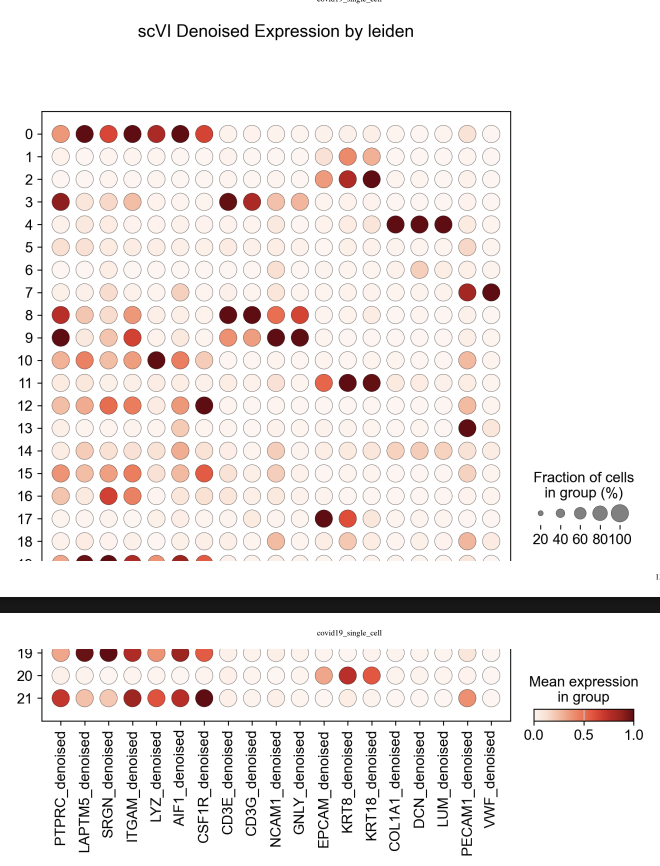 scVI Denoised Expression by leiden
0
1
2
3
4
5
6
7
8
9
10
11
12
13
14
15
16
17
18
Fraction of cells
in group (%)
20 40 60 80 100
covid19_single_cell
19
20
21
Mean expression
in group
0.0 0.5 1.0
PTPRC_denoised
LAPTM5_denoised
SRGN_denoised
ITGAM_denoised
LYZ_denoised
AIF1_denoised
CSF1R_denoised
CD3E_denoised
CD3G_denoised
NCAM1_denoised
GNLY_denoised
EPCAM_denoised
KRT8_denoised
KRT18_denoised
COL1A1_denoised
DCN_denoised
LUM_denoised
PECAM1_denoised
VWF_denoised